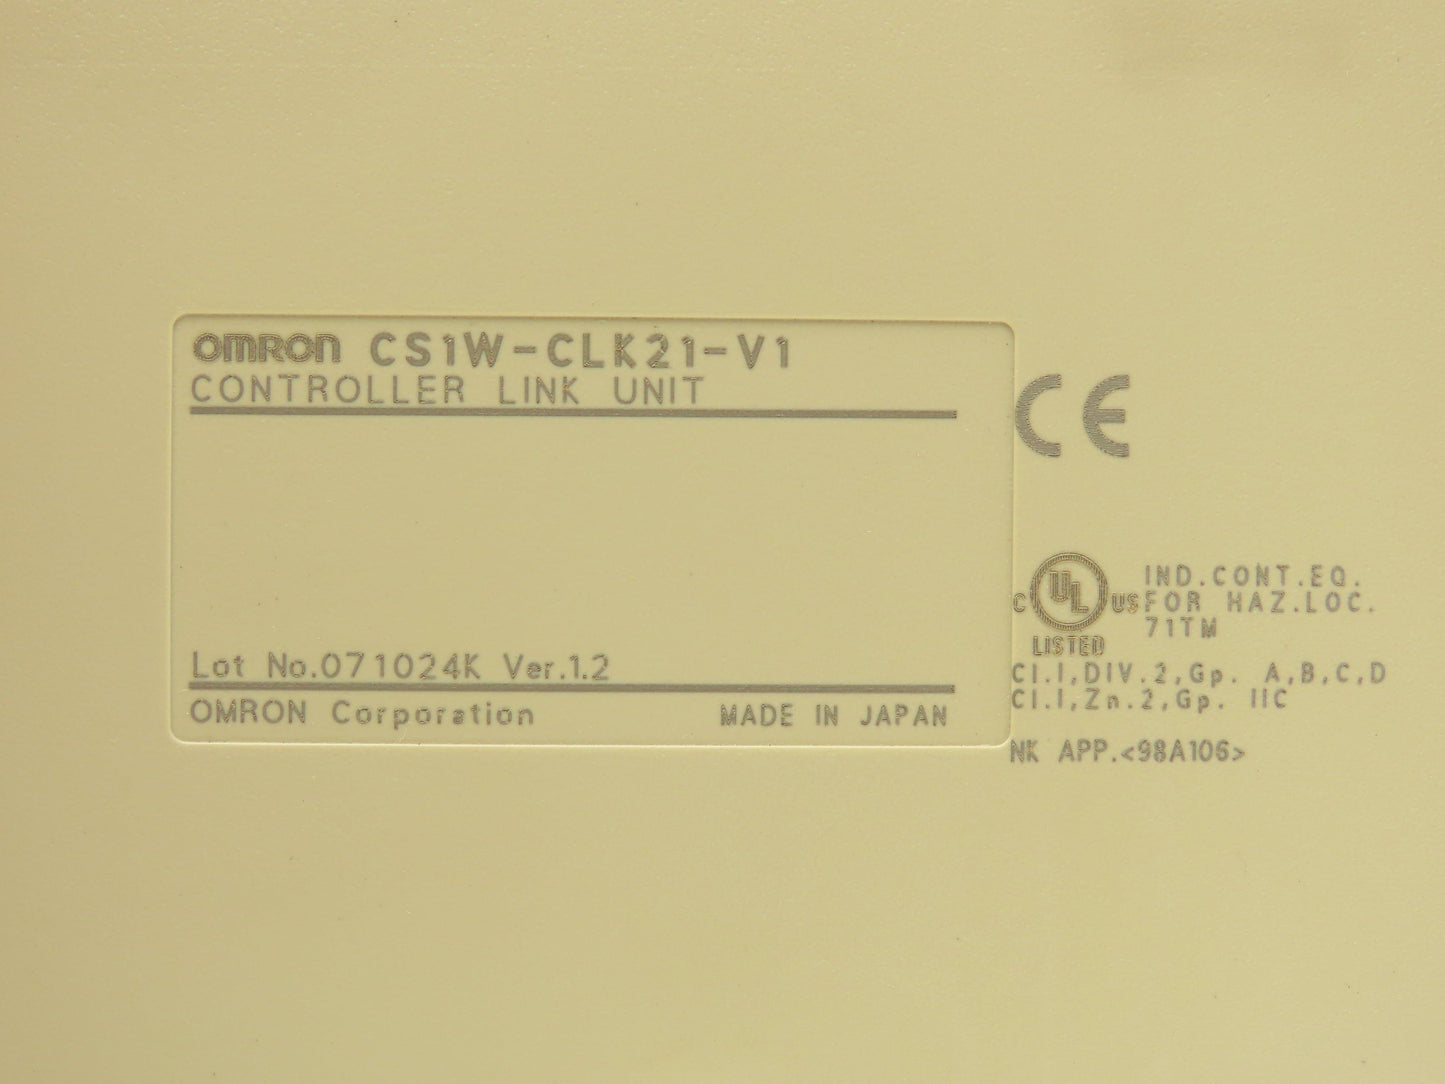 OMRON CS1W-CLK21-V1
CONTROLLER LINK UNIT
Lot No.071024K Ver.1.2
OMRON Corporation MADE IN JAPAN
CE
C UL US
LISTED
IND.CONT.EQ.
FOR HAZ.LOC.
71TM
Cl.I,DIV.2,Gp. A,B,C,D
Cl.I,Zn.2,Gp. IIC
NK APP.<98A106>